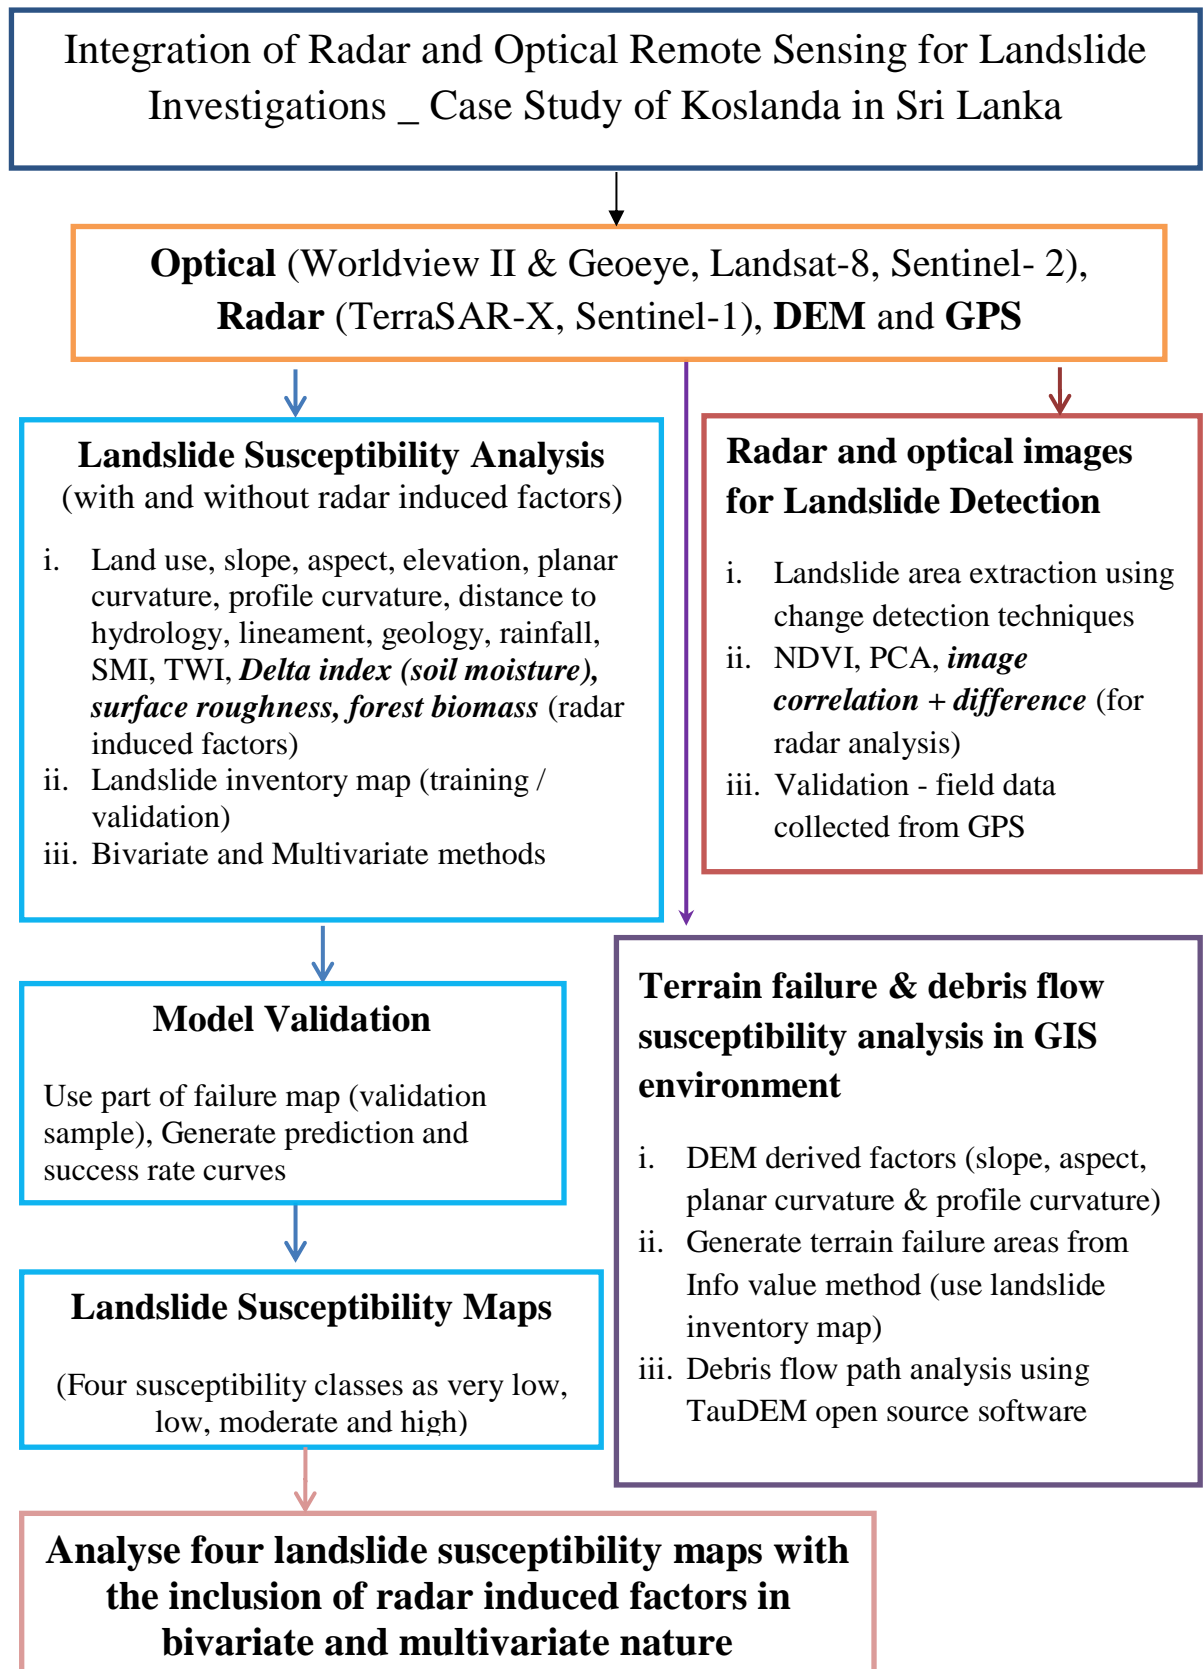 Integration of Radar and Optical Remote Sensing for Landslide
Investigations _ Case Study of Koslanda in Sri Lanka
Optical (Worldview II & Geoeye, Landsat-8, Sentinel- 2),
Radar (TerraSAR-X, Sentinel-1), DEM and GPS
Landslide Susceptibility Analysis
(with and without radar induced factors)
i. Land use, slope, aspect, elevation, planar
curvature, profile curvature, distance to
hydrology, lineament, geology, rainfall,
SMI, TWI, Delta index (soil moisture),
surface roughness, forest biomass (radar
induced factors)
ii. Landslide inventory map (training /
validation)
iii. Bivariate and Multivariate methods
Radar and optical images
for Landslide Detection
i. Landslide area extraction using
change detection techniques
ii. NDVI, PCA, image
correlation + difference (for
radar analysis)
iii. Validation - field data
collected from GPS
Model Validation
Use part of failure map (validation
sample), Generate prediction and
success rate curves
Terrain failure & debris flow
susceptibility analysis in GIS
environment
i. DEM derived factors (slope, aspect,
planar curvature & profile curvature)
ii. Generate terrain failure areas from
Info value method (use landslide
inventory map)
iii. Debris flow path analysis using
TauDEM open source software
Landslide Susceptibility Maps
(Four susceptibility classes as very low,
low, moderate and high)
Analyse four landslide susceptibility maps with
the inclusion of radar induced factors in
bivariate and multivariate nature